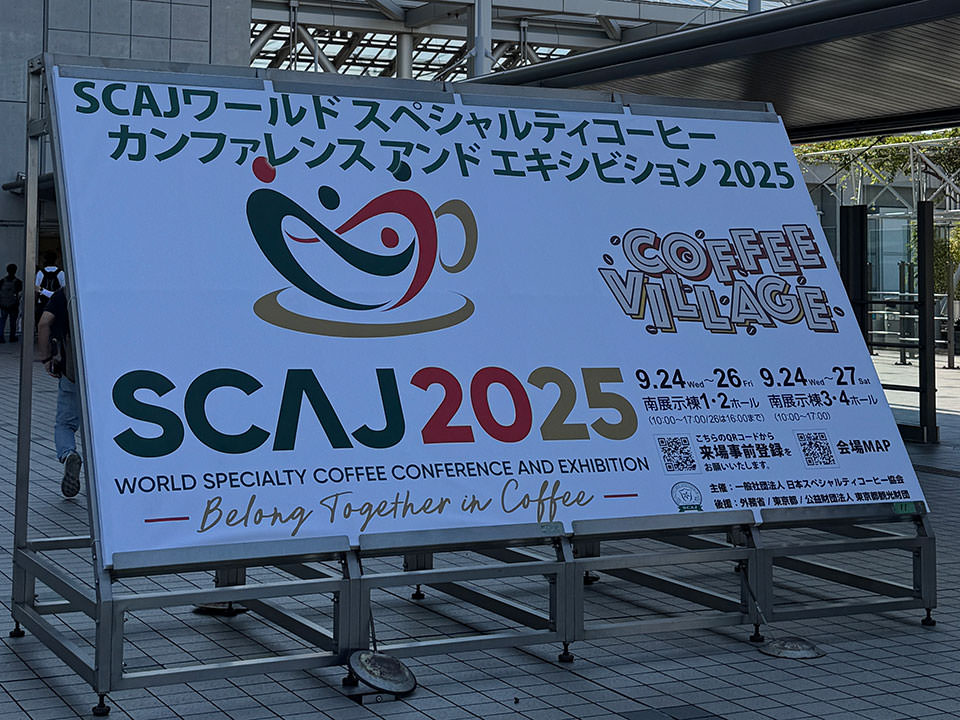 SCAJワールド スペシャルティコーヒー
カンファレンス アンド エキシビション 2025
COFFEE
VILLAGE
SCAJ2025
WORLD SPECIALTY COFFEE CONFERENCE AND EXHIBITION
Belong Together in Coffee
9.24 Wed~26 Fri
南展示棟1・2ホール
(10:00~17:00/26は16:00まで)
9.24 Wed~27 Sat
南展示棟3・4ホール
(10:00~17:00)
こちらのQRコードから
来場事前登録を
お願いいたします。
会場MAP
SCAJ
主催：一般社団法人 日本スペシャルティコーヒー協会
後援：外務省 / 東京都 / 公益財団法人 東京都観光財団